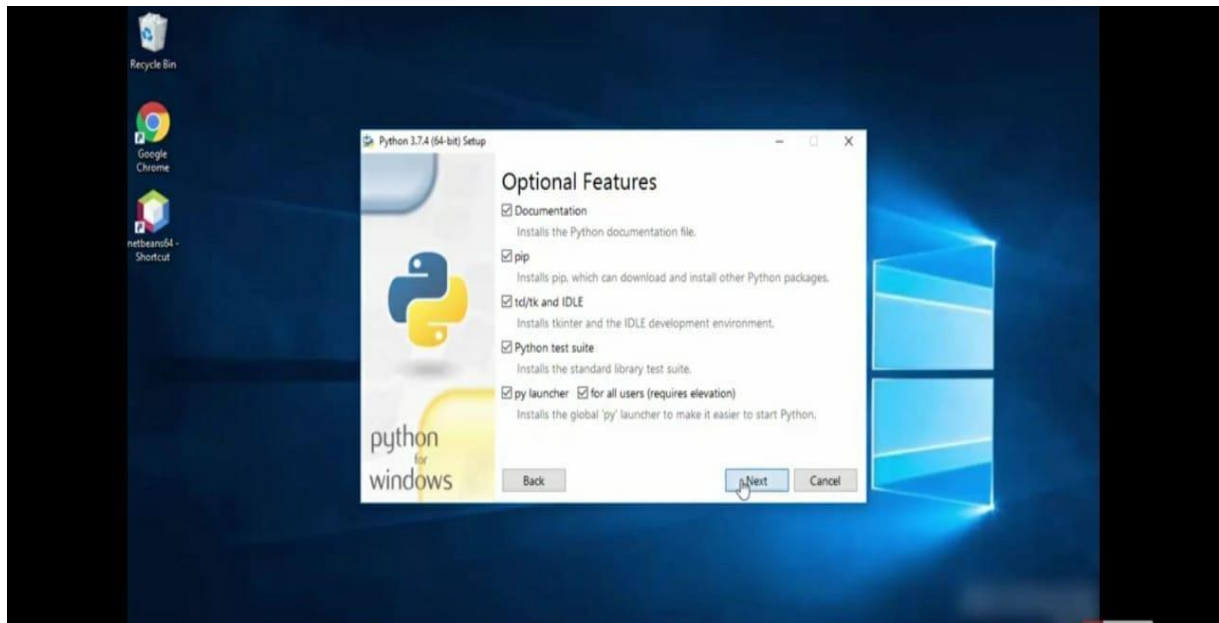 Recycle Bin
Google
Chrome
netbeans64 -
Shortcut
Python 3.7.4 (64-bit) Setup
Optional Features
Documentation
Installs the Python documentation file.
pip
Installs pip, which can download and install other Python packages.
tcl/tk and IDLE
Installs tkinter and the IDLE development environment.
Python test suite
Installs the standard library test suite.
py launcher for all users (requires elevation)
Installs the global 'py' launcher to make it easier to start Python.
python
for
windows
Back Next Cancel